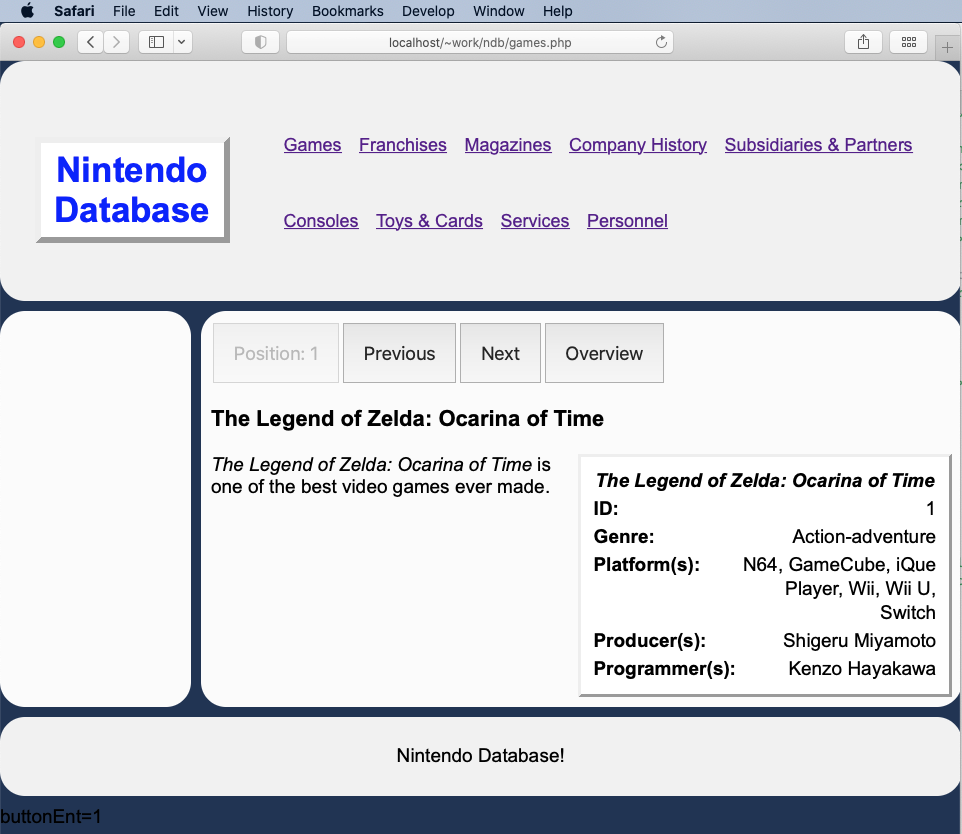 Safari File Edit View History Bookmarks Develop Window Help
localhost/~work/ndb/games.php
Nintendo
Database
Games Franchises Magazines Company History Subsidiaries & Partners
Consoles Toys & Cards Services Personnel
Position: 1 Previous Next Overview
The Legend of Zelda: Ocarina of Time
The Legend of Zelda: Ocarina of Time is
one of the best video games ever made.
The Legend of Zelda: Ocarina of Time
ID: 1
Genre: Action-adventure
Platform(s): N64, GameCube, iQue
Player, Wii, Wii U,
Switch
Producer(s): Shigeru Miyamoto
Programmer(s): Kenzo Hayakawa
Nintendo Database!
buttonEnt=1